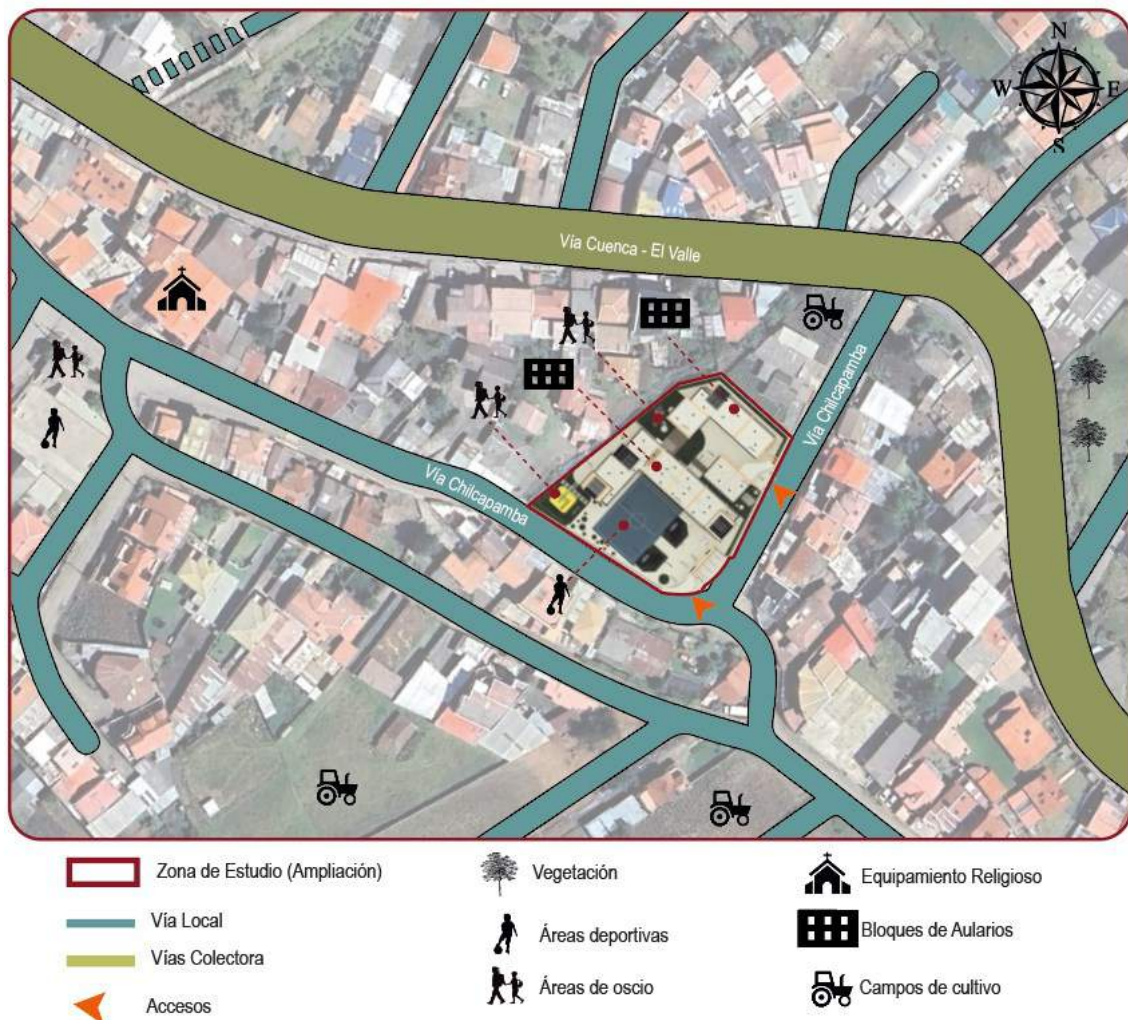 N
W E
S
Vía Cuenca - El Valle
Vía Chilcapamba
Vía Chilcapamba
Zona de Estudio (Ampliación)
Vía Local
Vías Colectora
Accesos
Vegetación
Áreas deportivas
Áreas de oscio
Equipamiento Religioso
Bloques de Aularios
Campos de cultivo